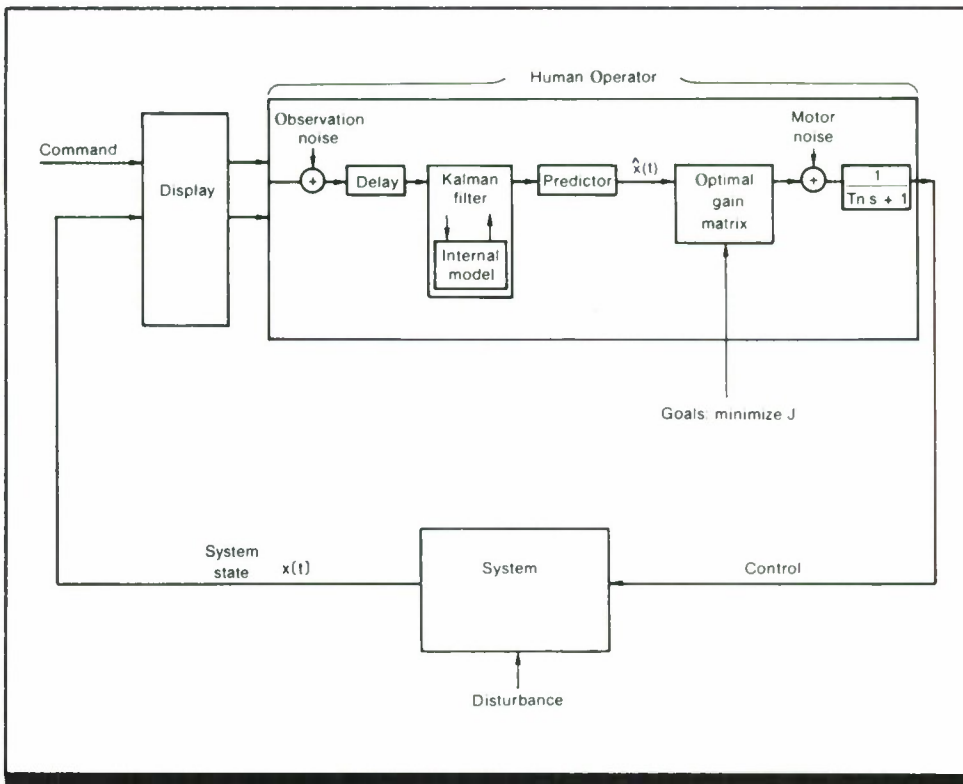 Human Operator
Observation
noise
Motor
noise
Command
Display
+
Delay
Kalman
filter
Internal
model
Predictor
x̂(t)
Optimal
gain
matrix
+
1
Tn s + 1
Goals: minimize J
System
state x(t)
System
Control
Disturbance